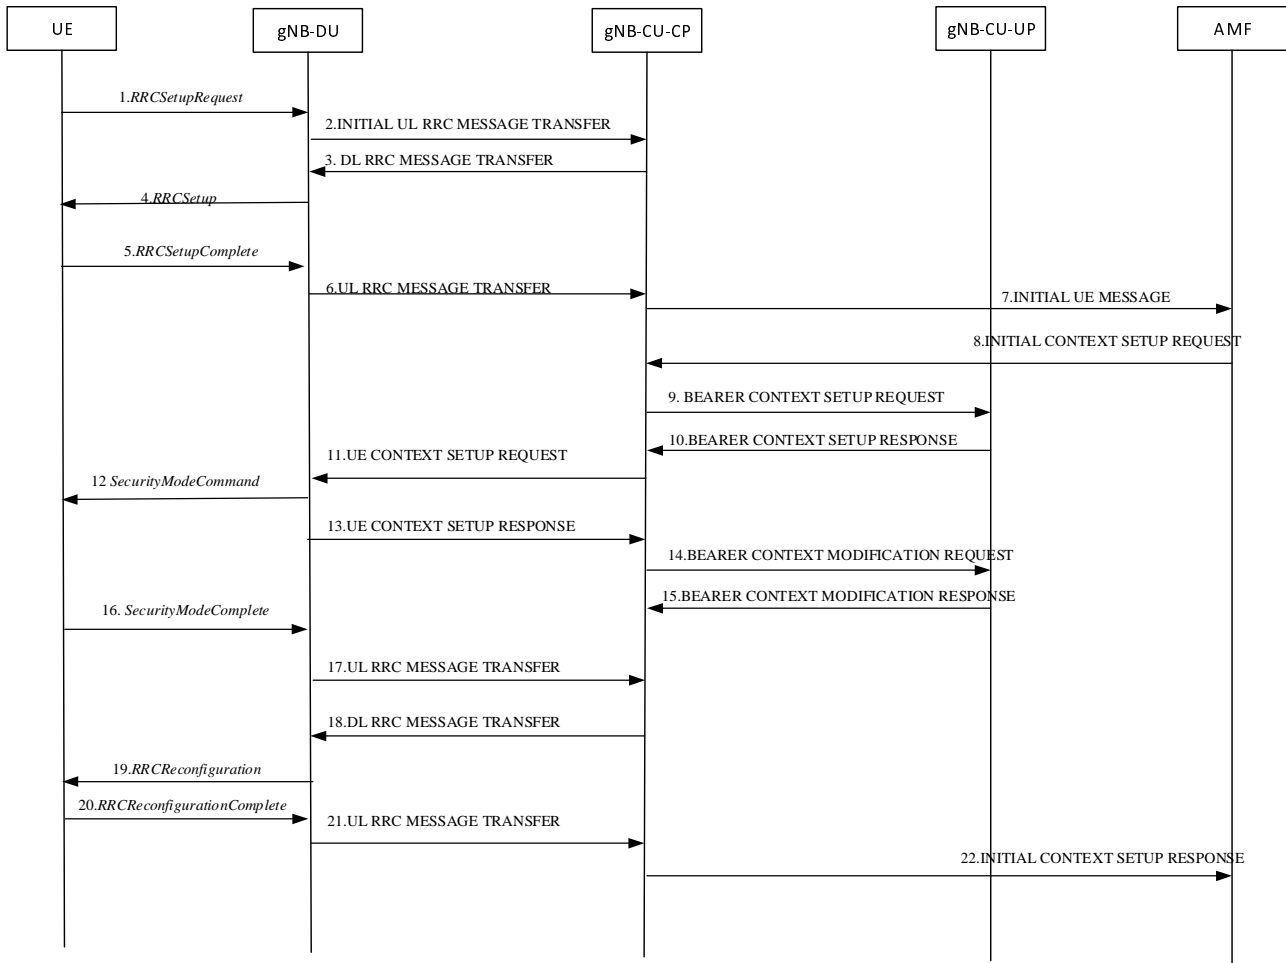 UE
gNB-DU
gNB-CU-CP
gNB-CU-UP
AMF
1.RRCSetupRequest
2.INITIAL UL RRC MESSAGE TRANSFER
3. DL RRC MESSAGE TRANSFER
4.RRCSetup
5.RRCSetupComplete
6.UL RRC MESSAGE TRANSFER
7.INITIAL UE MESSAGE
8.INITIAL CONTEXT SETUP REQUEST
9. BEARER CONTEXT SETUP REQUEST
10.BEARER CONTEXT SETUP RESPONSE
11.UE CONTEXT SETUP REQUEST
12 SecurityModeCommand
13.UE CONTEXT SETUP RESPONSE
14.BEARER CONTEXT MODIFICATION REQUEST
15.BEARER CONTEXT MODIFICATION RESPONSE
16. SecurityModeComplete
17.UL RRC MESSAGE TRANSFER
18.DL RRC MESSAGE TRANSFER
19.RRCReconfiguration
20.RRCReconfigurationComplete
21.UL RRC MESSAGE TRANSFER
22.INITIAL CONTEXT SETUP RESPONSE